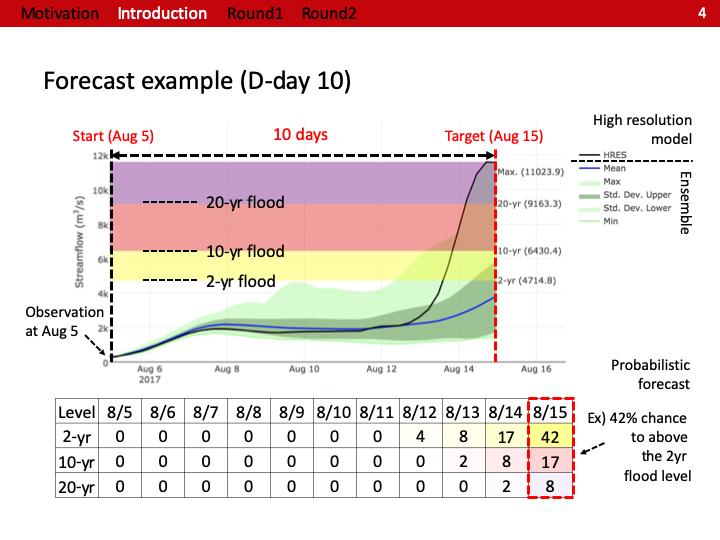 Motivation Introduction Round1 Round2 4
Forecast example (D-day 10)
Start (Aug 5) 10 days Target (Aug 15)
High resolution
model
HRES
Mean
Max
Std. Dev. Upper
Std. Dev. Lower
Min
Ensemble
Streamflow (m³/s)
12k
10k
8k
6k
4k
2k
0
Max. (11023.9)
20-yr (9163.3)
10-yr (6430.4)
2-yr (4714.8)
20-yr flood
10-yr flood
2-yr flood
Observation
at Aug 5
Aug 6 Aug 8 Aug 10 Aug 12 Aug 14 Aug 16
2017
Probabilistic
forecast
Level 8/5 8/6 8/7 8/8 8/9 8/10 8/11 8/12 8/13 8/14 8/15
2-yr 0 0 0 0 0 0 0 4 8 17 42
10-yr 0 0 0 0 0 0 0 0 2 8 17
20-yr 0 0 0 0 0 0 0 0 0 2 8
Ex) 42% chance
to above
the 2yr
flood level